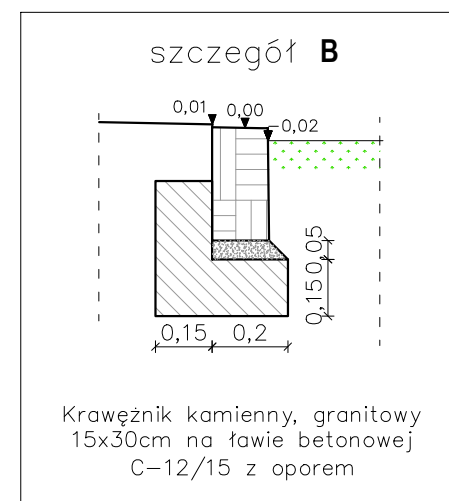 szczegół B
0,01 0,00
-0,02
0,05
0,15
0,15 0,2
Krawężnik kamienny, granitowy
15x30cm na ławie betonowej
C-12/15 z oporem